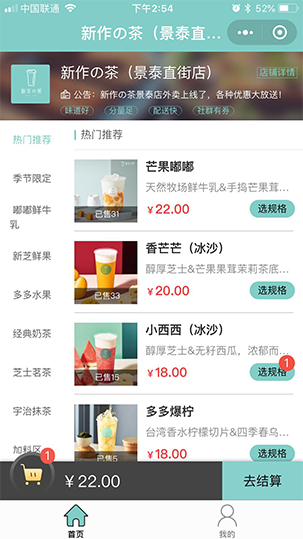 中国联通
下午2:54
52%
新作の茶（景泰直...
新作の茶
新作の茶（景泰直街店）
店铺详情
公告：新作の茶景泰店外卖上线了，各种优惠大放送！
味道好
分量足
配送快
社群有券
热门推荐
季节限定
嘟嘟鲜牛乳
新芝鲜果
多多水果
经典奶茶
芝士名茶
宇治抹茶
加料区
热门推荐
芒果嘟嘟
天然牧场鲜牛乳&手捣芒果茸...
已售31
￥22.00
选规格
香芒芒（冰沙）
醇厚芝士&芒果果茸茉莉茶底...
已售33
￥20.00
选规格
小西西（冰沙）
醇厚芝士&无籽西瓜，浓郁而...
已售15
￥18.00
选规格
1
多多爆柠
台湾香水柠檬切片&四季春乌...
已售5
￥18.00
选规格
1
￥22.00
去结算
首页
我的